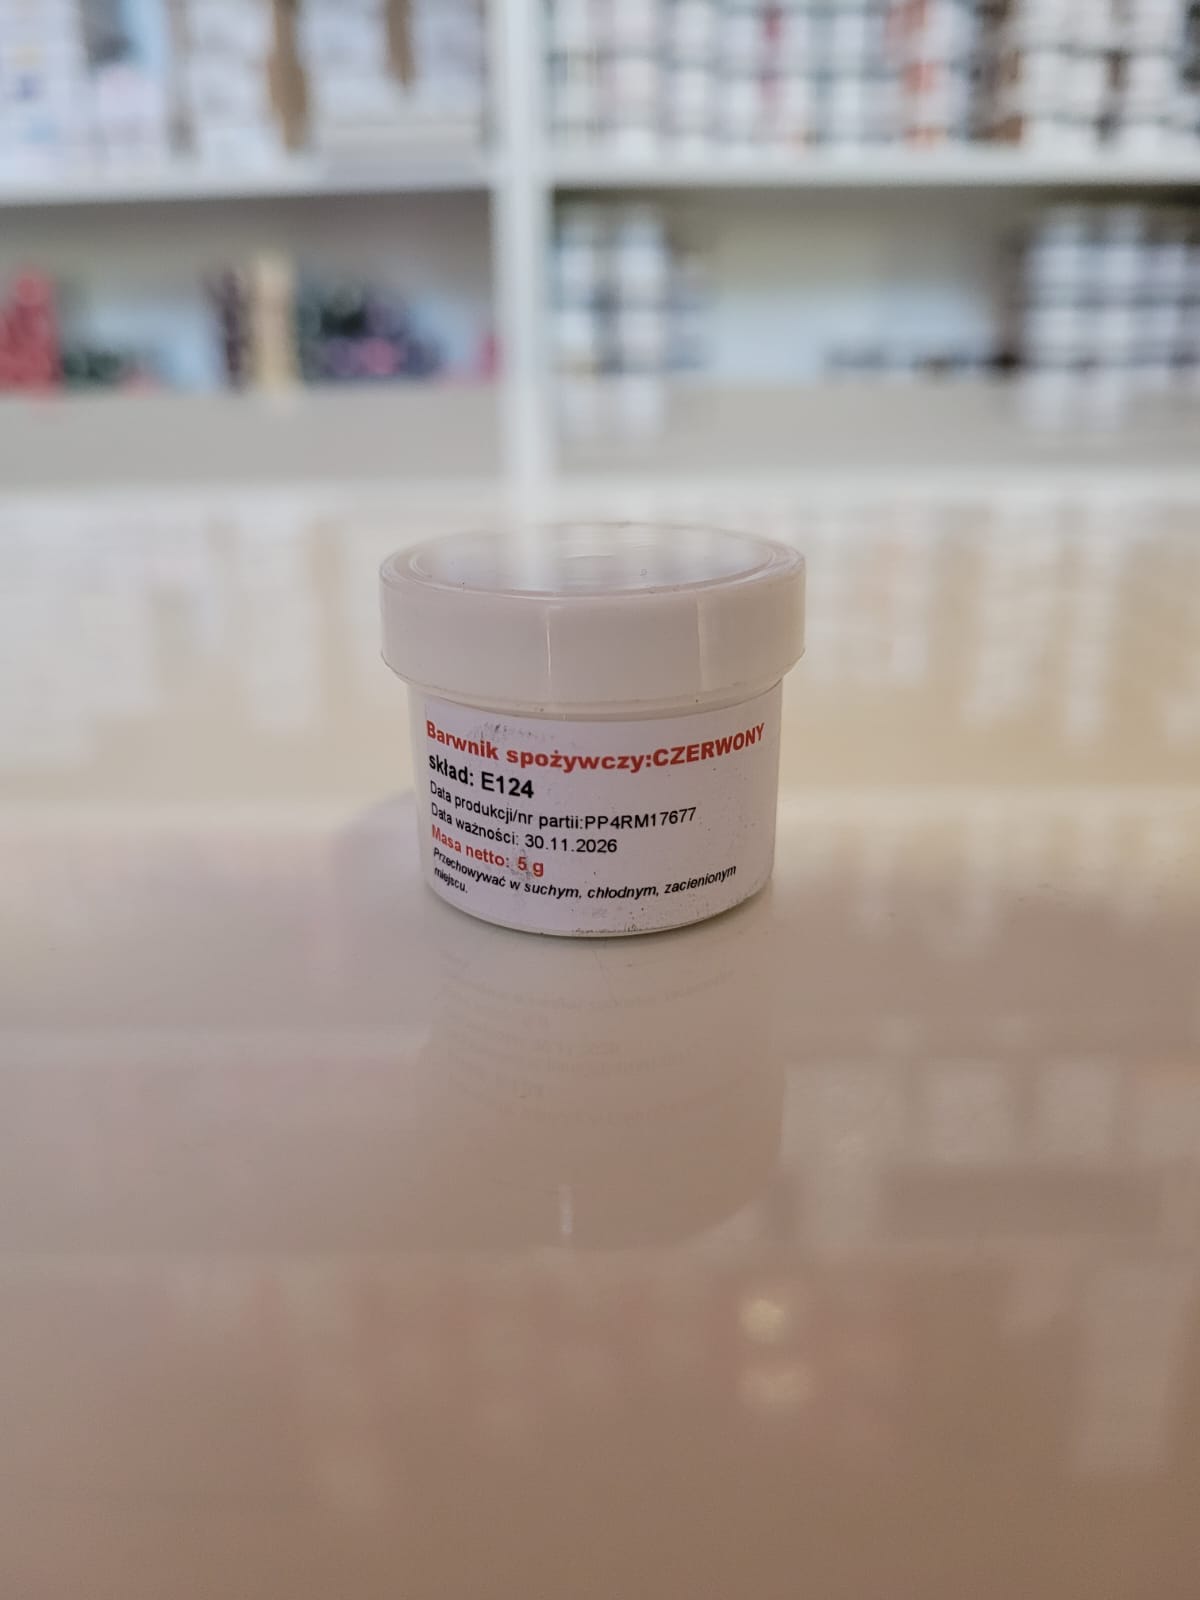 Barwnik spożywczy:CZERWONY
skład: E124
Data produkcji/nr partii:PP4RM17677
Data ważności: 30.11.2026
Masa netto: 5 g
Przechowywać w suchym, chłodnym, zacienionym
miejscu.